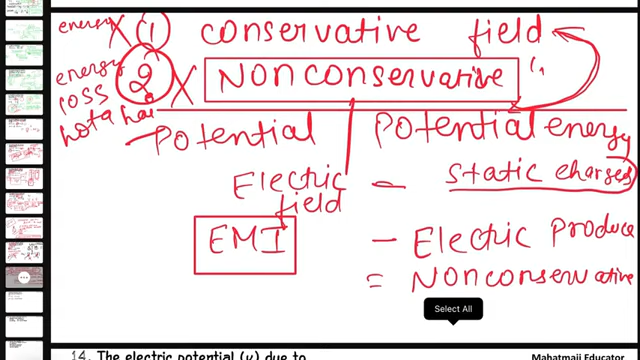 energy X (1) conservative field
energy loss hota hai
2. X NONconservative
Potential | Potential energy
Electric field — static charges
EMI — Electric Produce
= NONconservative
Select All
14. The electric potential (v) due to
Mahatmaji Educator